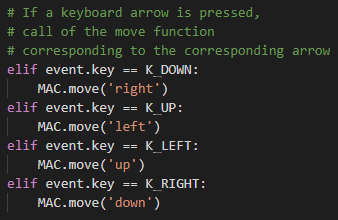 # If a keyboard arrow is pressed,
# call of the move function
# corresponding to the corresponding arrow
elif event.key == K_DOWN:
    MAC.move('right')
elif event.key == K_UP:
    MAC.move('left')
elif event.key == K_LEFT:
    MAC.move('up')
elif event.key == K_RIGHT:
    MAC.move('down')